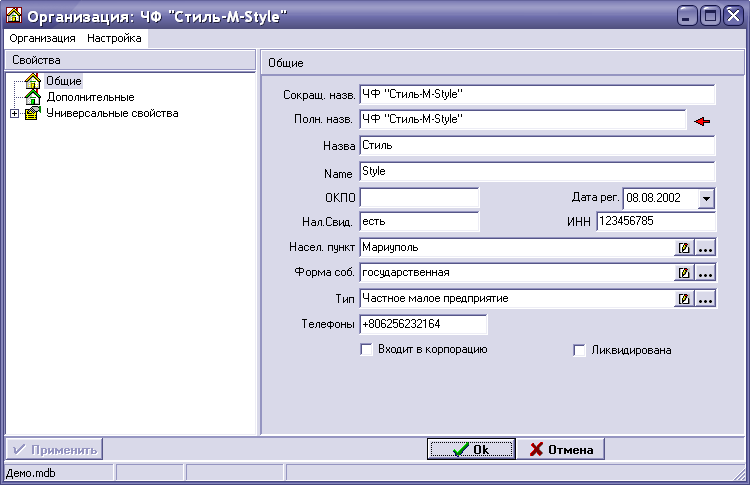 Организация: ЧФ "Стиль-M-Style"
Организация Настройка
Свойства
Общие
Дополнительные
Универсальные свойства
Общие
Сокращ. назв. ЧФ "Стиль-M-Style"
Полн. назв. ЧФ "Стиль-M-Style"
Назва Стиль
Name Style
ОКПО Дата рег. 08.08.2002
Нал.Свид. есть ИНН 123456785
Насел. пункт Мариуполь ...
Форма соб. государственная ...
Тип Частное малое предприятие ...
Телефоны +806256232164
Входит в корпорацию Ликвидирована
Применить Ok Отмена
Демо.mdb